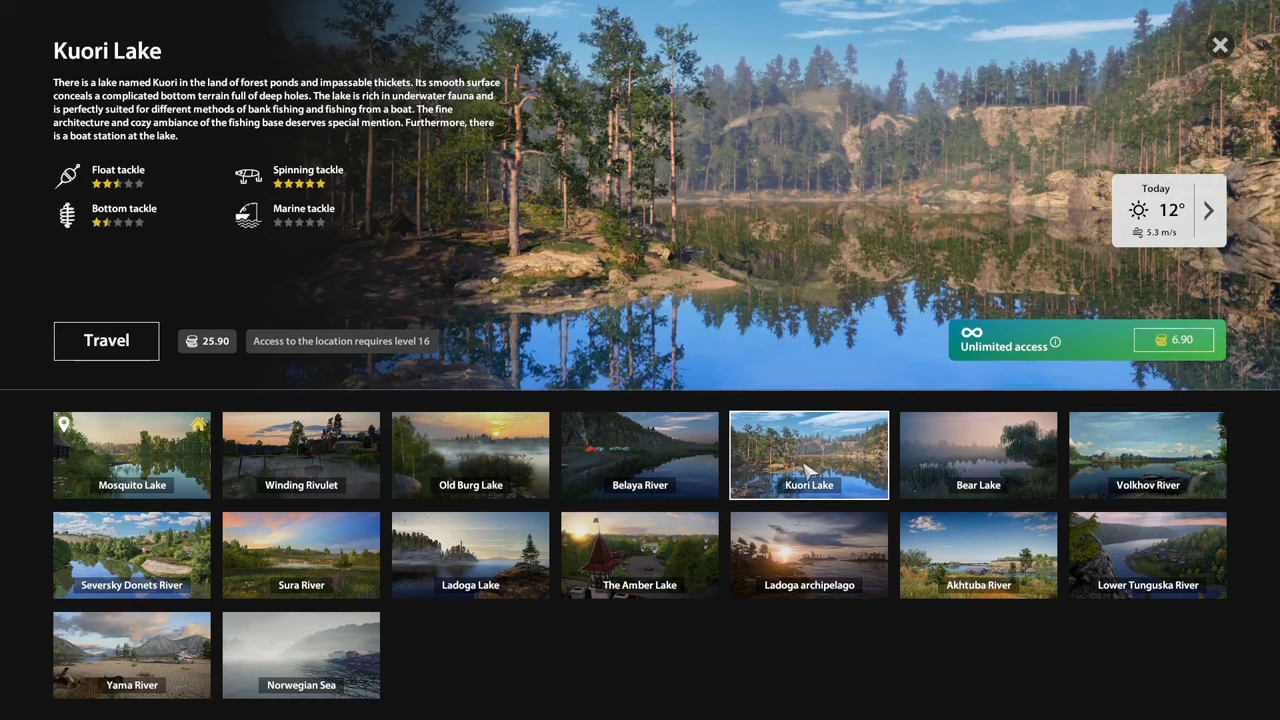 Kuori Lake
There is a lake named Kuori in the land of forest ponds and impassable thickets. Its smooth surface
conceals a complicated bottom terrain full of deep holes. The lake is rich in underwater fauna and
is perfectly suited for different methods of bank fishing and fishing from a boat. The fine
architecture and cozy ambiance of the fishing base deserves special mention. Furthermore, there
is a boat station at the lake.
Float tackle
Spinning tackle
Bottom tackle
Marine tackle
Today
12°
5.3 m/s
Travel
25.90
Access to the location requires level 16
Unlimited access
6.90
Mosquito Lake
Winding Rivulet
Old Burg Lake
Belaya River
Kuori Lake
Bear Lake
Volkhov River
Seversky Donets River
Sura River
Ladoga Lake
The Amber Lake
Ladoga archipelago
Akhtuba River
Lower Tunguska River
Yama River
Norwegian Sea